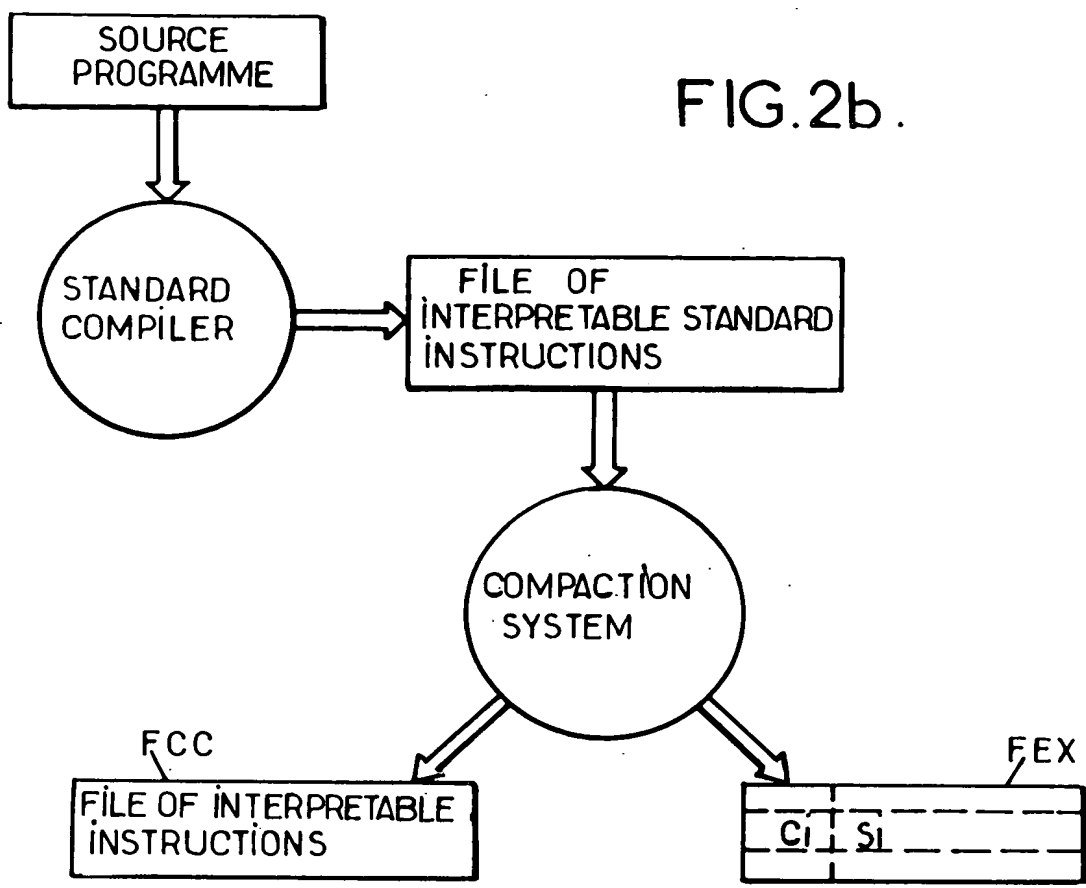 SOURCE
PROGRAMME
FIG.2b.
STANDARD
COMPILER
FILE OF
INTERPRETABLE STANDARD
INSTRUCTIONS
COMPACTION
SYSTEM
FCC
FEX
FILE OF INTERPRETABLE
INSTRUCTIONS
Ci Si